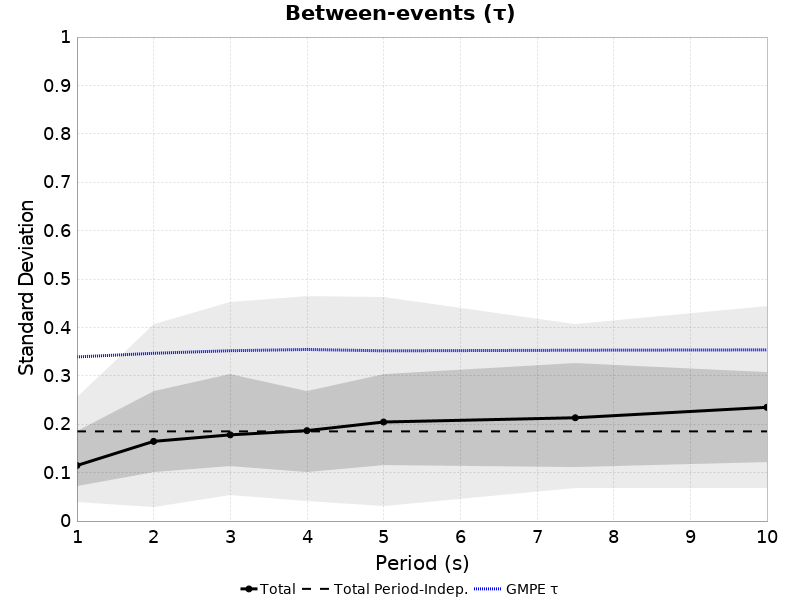 Between-events (τ)
Standard Deviation
1
0.9
0.8
0.7
0.6
0.5
0.4
0.3
0.2
0.1
0
1 2 3 4 5 6 7 8 9 10
Period (s)
Total Total Period-Indep. GMPE τ